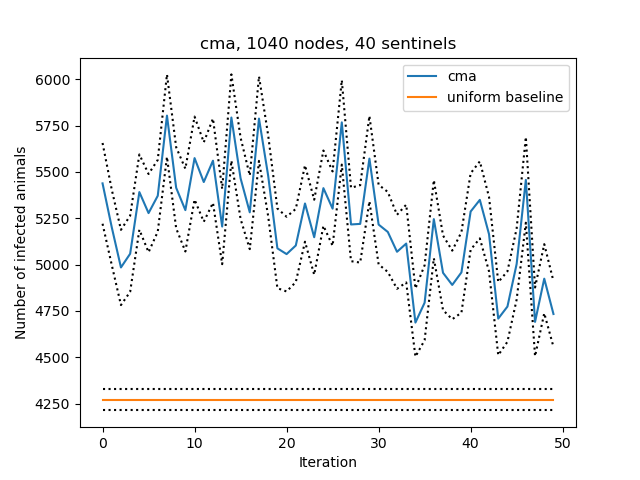 cma, 1040 nodes, 40 sentinels
cma
uniform baseline
Number of infected animals
6000
5750
5500
5250
5000
4750
4500
4250
0 10 20 30 40 50
Iteration